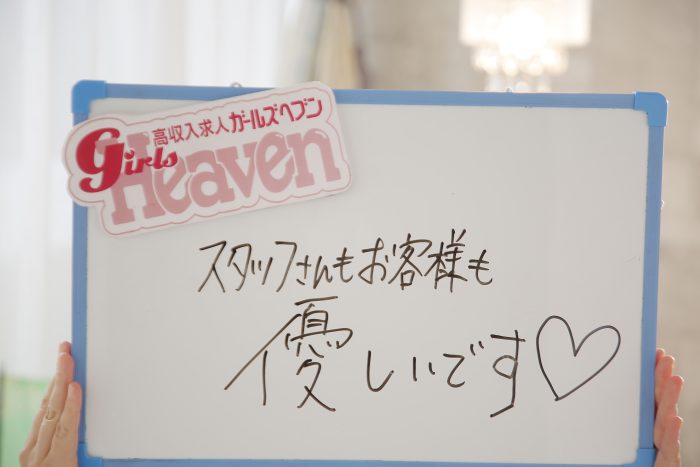 高収入求人ガールズヘブン
Girls
Heaven
スタッフさんもお客様も
優しいです♡